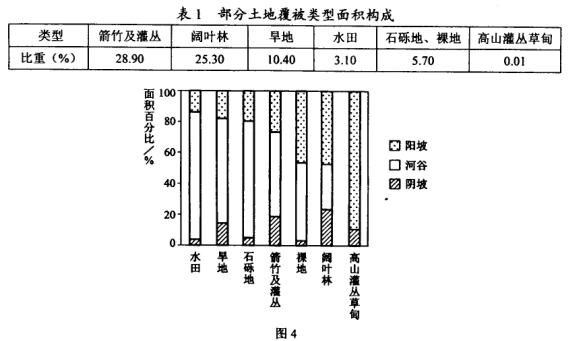 表1 部分土地覆被类型面积构成
类型 箭竹及灌丛 阔叶林 旱地 水田 石砾地、裸地 高山灌丛草甸
比重（%） 28.90 25.30 10.40 3.10 5.70 0.01
面积百分比/%
100
80
60
40
20
0
阳坡
河谷
阴坡
水田 旱地 石砾地 箭竹及灌丛 裸地 阔叶林 高山灌丛草甸
图4